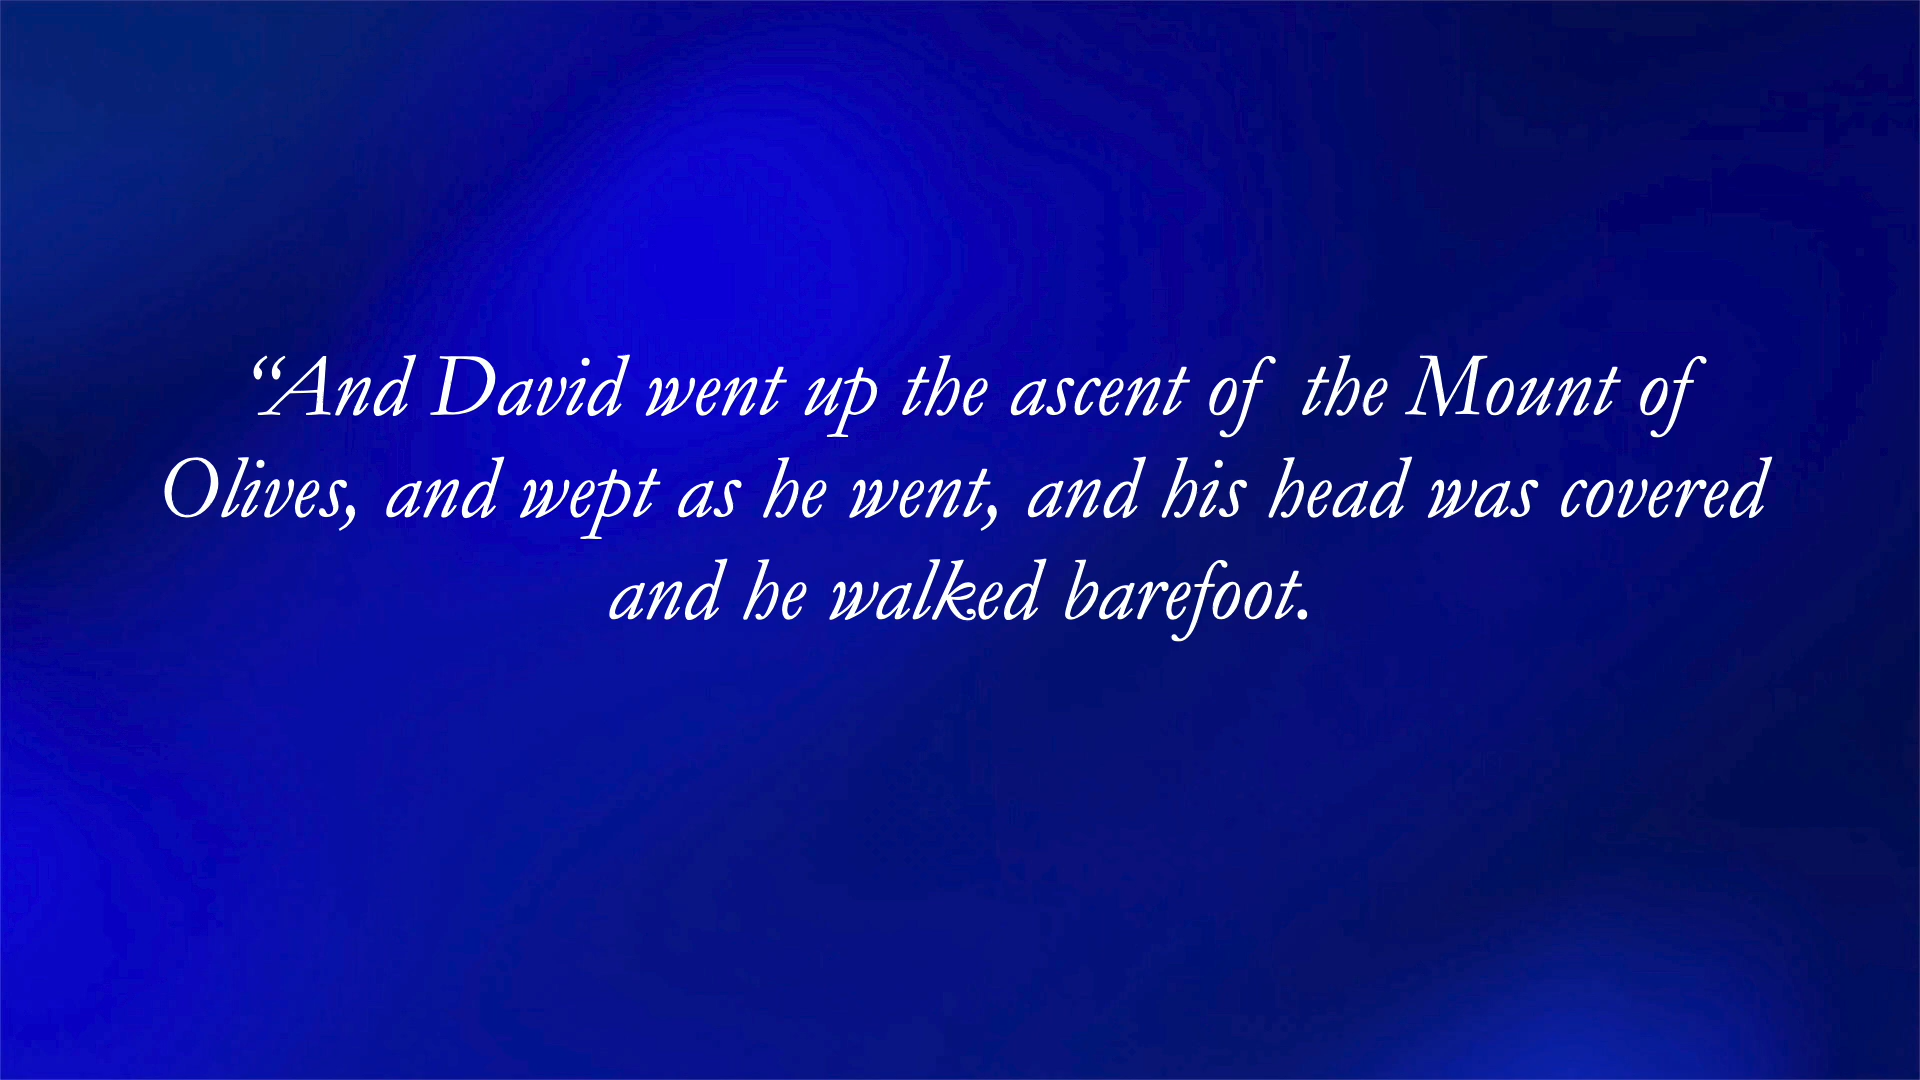 “And David went up the ascent of the Mount of
Olives, and wept as he went, and his head was covered
and he walked barefoot.